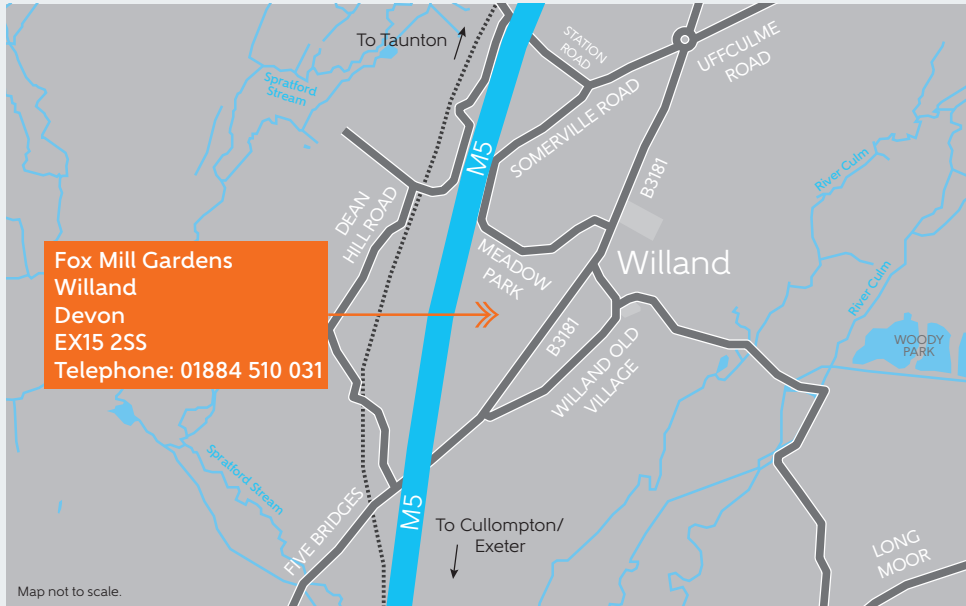 To Taunton
STATION
ROAD
UFFCULME
ROAD
Spratford
Stream
SOMERVILLE ROAD
M5
B3181
River Culm
DEAN
HILL ROAD
MEADOW
PARK
Willand
Fox Mill Gardens
Willand
Devon
EX15 2SS
Telephone: 01884 510 031
River Culm
B3181
WILLAND OLD
VILLAGE
WOODY
PARK
Spratford Stream
FIVE BRIDGES
M5
To Cullompton/
Exeter
LONG
MOOR
Map not to scale.